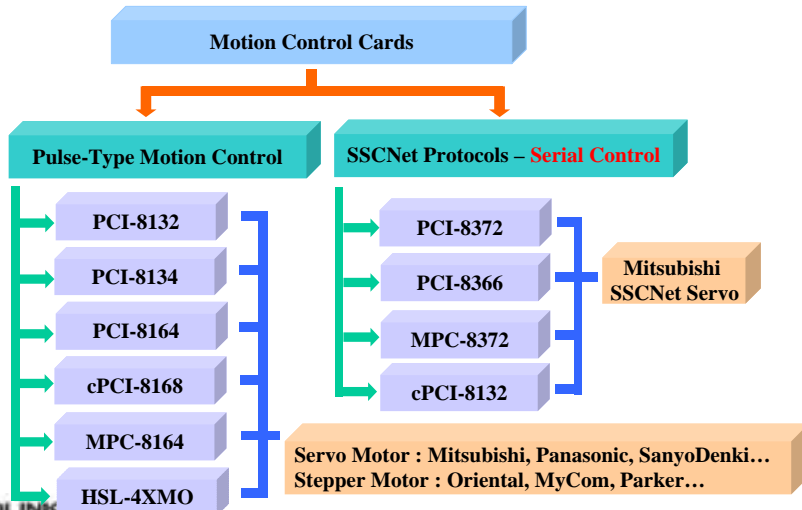 Motion Control Cards
Pulse-Type Motion Control
SSCNet Protocols – Serial Control
PCI-8132
PCI-8134
PCI-8164
cPCI-8168
MPC-8164
HSL-4XMO
PCI-8372
PCI-8366
MPC-8372
cPCI-8132
Mitsubishi
SSCNet Servo
Servo Motor : Mitsubishi, Panasonic, SanyoDenki…
Stepper Motor : Oriental, MyCom, Parker…